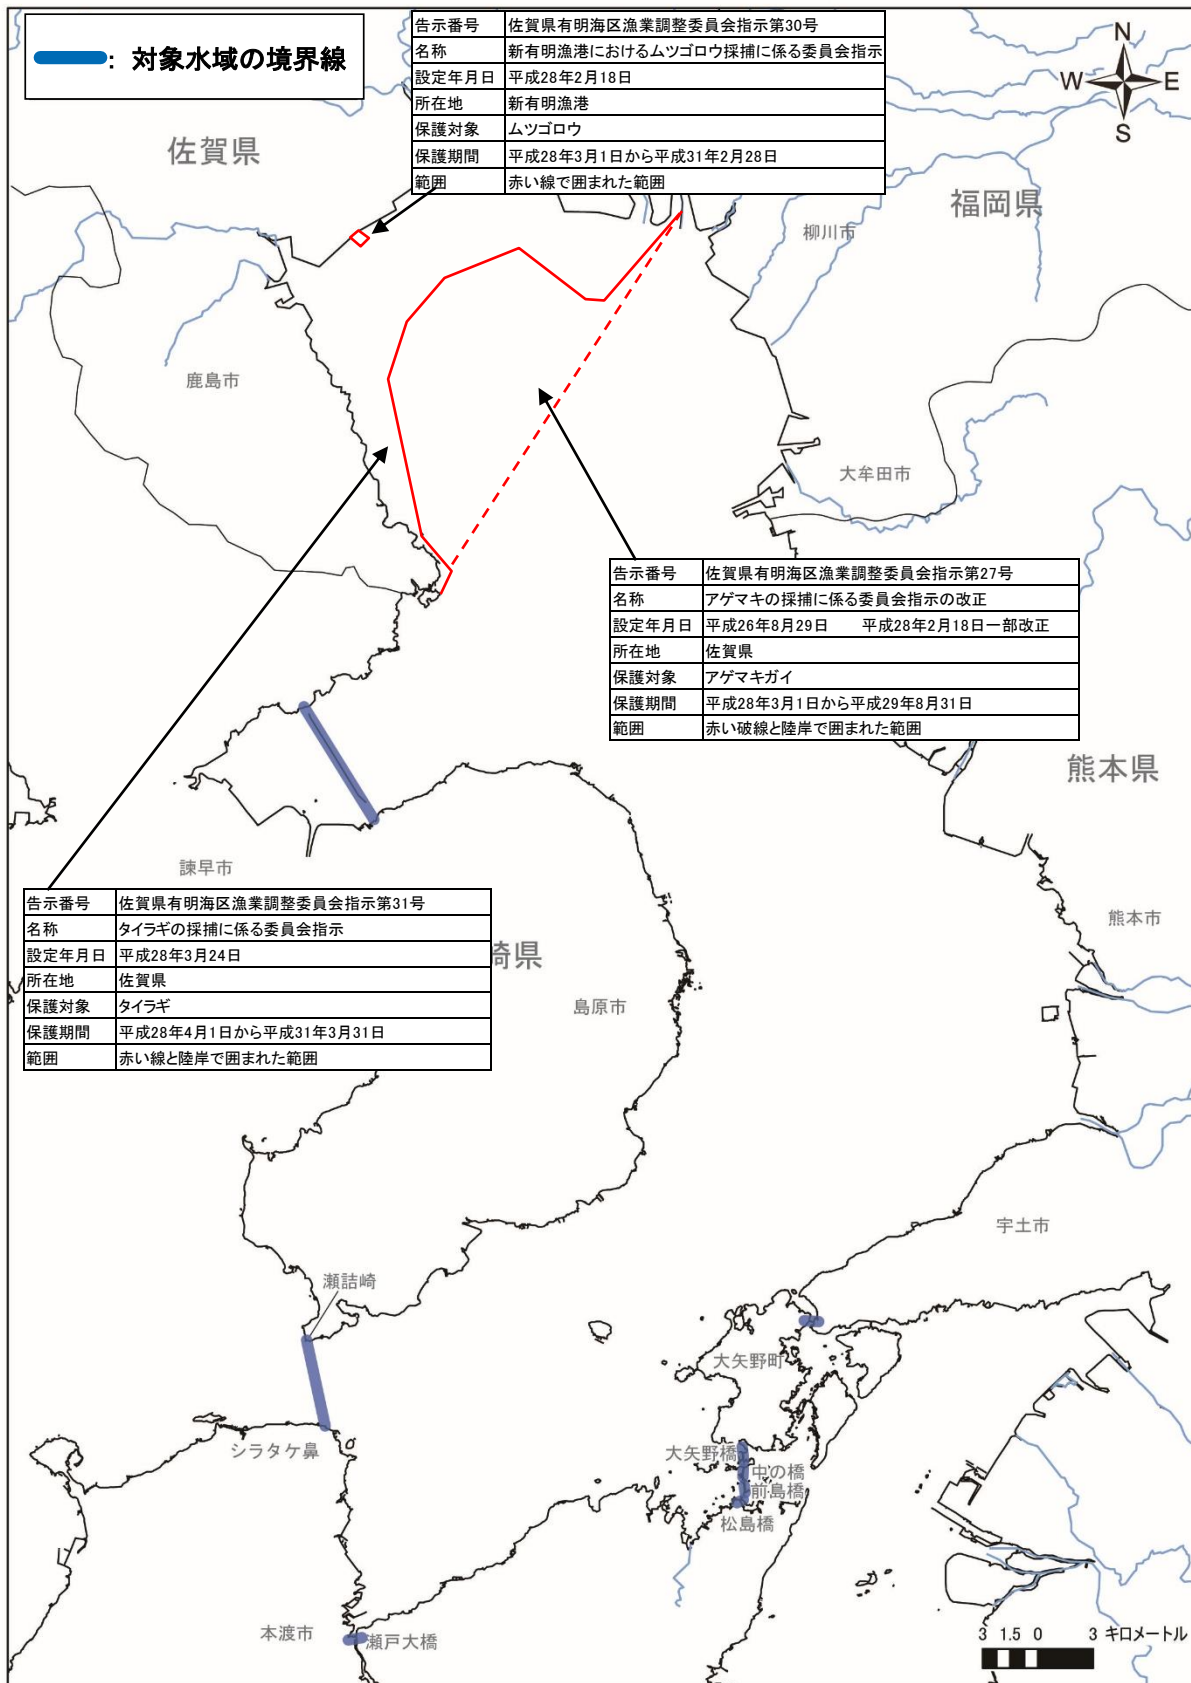 : 対象水域の境界線
告示番号 佐賀県有明海区漁業調整委員会指示第30号
名称 新有明漁港におけるムツゴロウ採捕に係る委員会指示
設定年月日 平成28年2月18日
所在地 新有明漁港
保護対象 ムツゴロウ
保護期間 平成28年3月1日から平成31年2月28日
範囲 赤い線で囲まれた範囲
N
W E
S
佐賀県
福岡県
柳川市
鹿島市
大牟田市
告示番号 佐賀県有明海区漁業調整委員会指示第27号
名称 アゲマキの採捕に係る委員会指示の改正
設定年月日 平成26年8月29日 平成28年2月18日一部改正
所在地 佐賀県
保護対象 アゲマキガイ
保護期間 平成28年3月1日から平成29年8月31日
範囲 赤い破線と陸岸で囲まれた範囲
熊本県
諫早市
告示番号 佐賀県有明海区漁業調整委員会指示第31号
名称 タイラギの採捕に係る委員会指示
設定年月日 平成28年3月24日
所在地 佐賀県
保護対象 タイラギ
保護期間 平成28年4月1日から平成31年3月31日
範囲 赤い線と陸岸で囲まれた範囲
崎県
熊本市
島原市
宇土市
瀬詰崎
大矢野町
シラタケ鼻
大矢野橋
中の橋
前島橋
松島橋
本渡市
瀬戸大橋
3 1.5 0 3 キロメートル